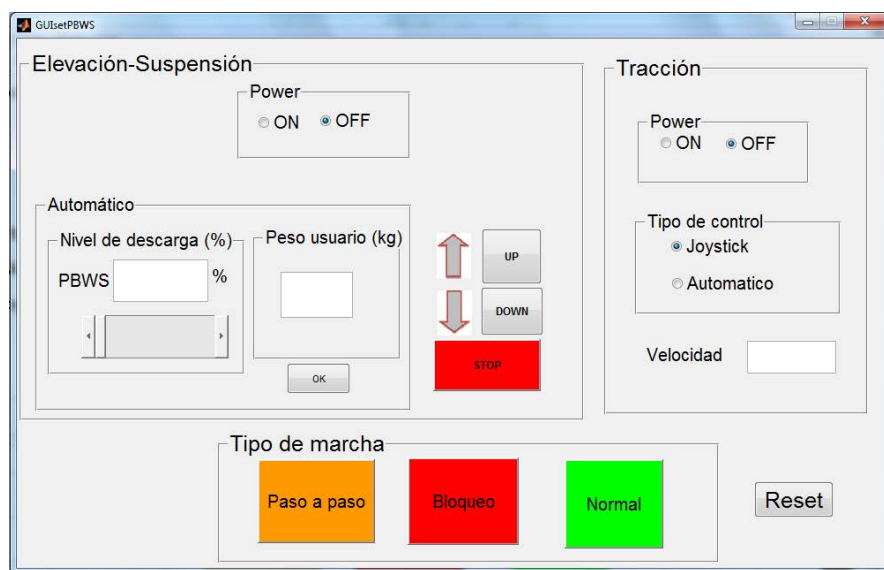 GUIsetPBWS
Elevación-Suspensión
Power
ON OFF
Automático
Nivel de descarga (%)
PBWS %
Peso usuario (kg)
OK
UP
DOWN
STOP
Tracción
Power
ON OFF
Tipo de control
Joystick
Automatico
Velocidad
Tipo de marcha
Paso a paso
Bloqueo
Normal
Reset